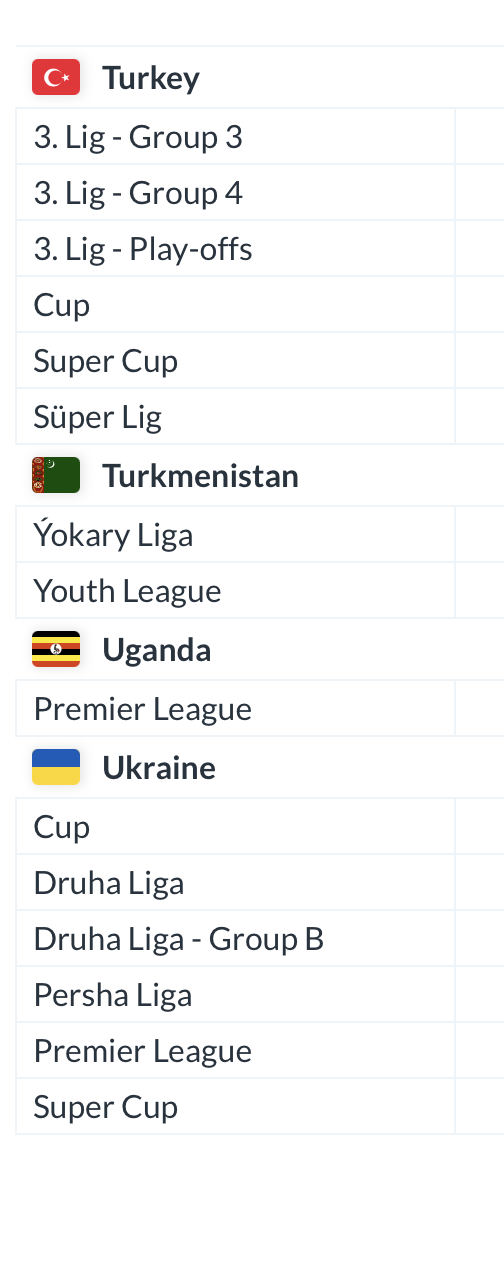 Turkey
3. Lig - Group 3
3. Lig - Group 4
3. Lig - Play-offs
Cup
Super Cup
Süper Lig
Turkmenistan
Ýokary Liga
Youth League
Uganda
Premier League
Ukraine
Cup
Druha Liga
Druha Liga - Group B
Persha Liga
Premier League
Super Cup